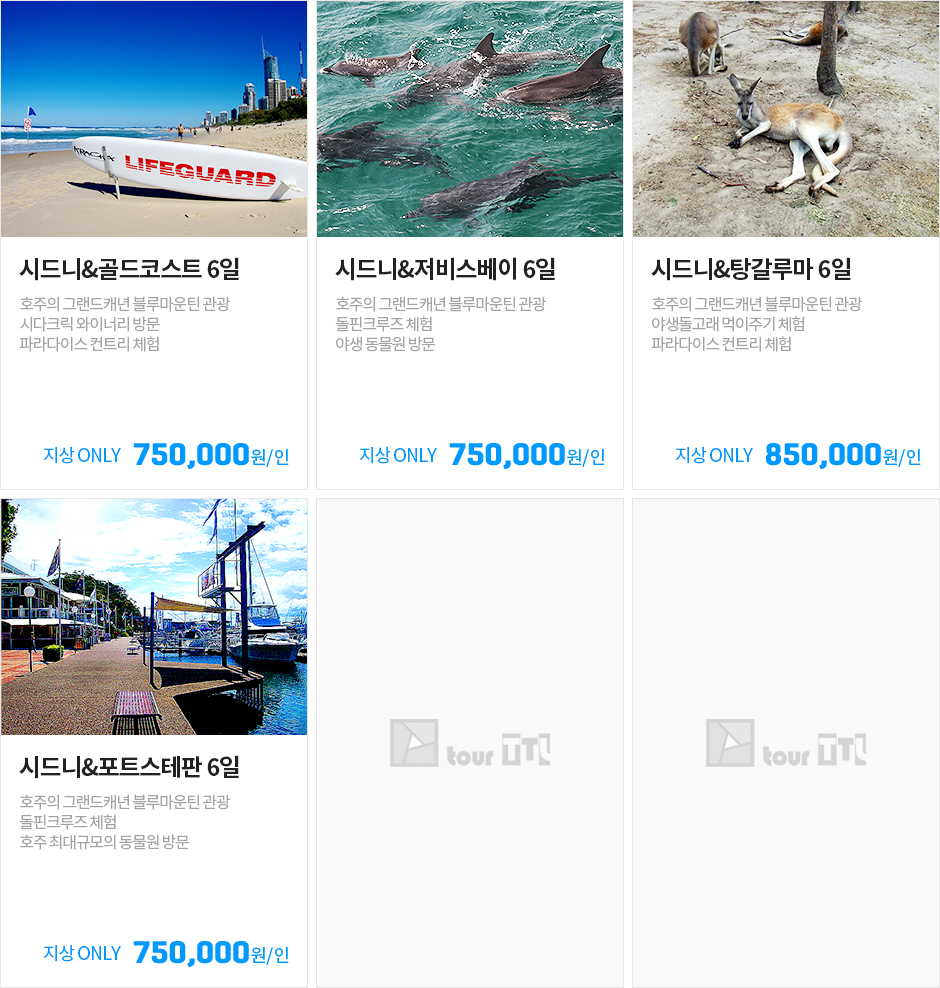 ATRACKA
LIFEGUARD
시드니&골드코스트 6일
호주의 그랜드캐년 블루마운틴 관광
시다크릭 와이너리 방문
파라다이스 컨트리 체험
지상 ONLY 750,000원/인
시드니&저비스베이 6일
호주의 그랜드캐년 블루마운틴 관광
돌핀크루즈 체험
야생 동물원 방문
지상 ONLY 750,000원/인
시드니&탕갈루마 6일
호주의 그랜드캐년 블루마운틴 관광
야생돌고래 먹이주기 체험
파라다이스 컨트리 체험
지상 ONLY 850,000원/인
시드니&포트스테판 6일
호주의 그랜드캐년 블루마운틴 관광
돌핀크루즈 체험
호주 최대규모의 동물원 방문
지상 ONLY 750,000원/인
tour TTL
tour TTL